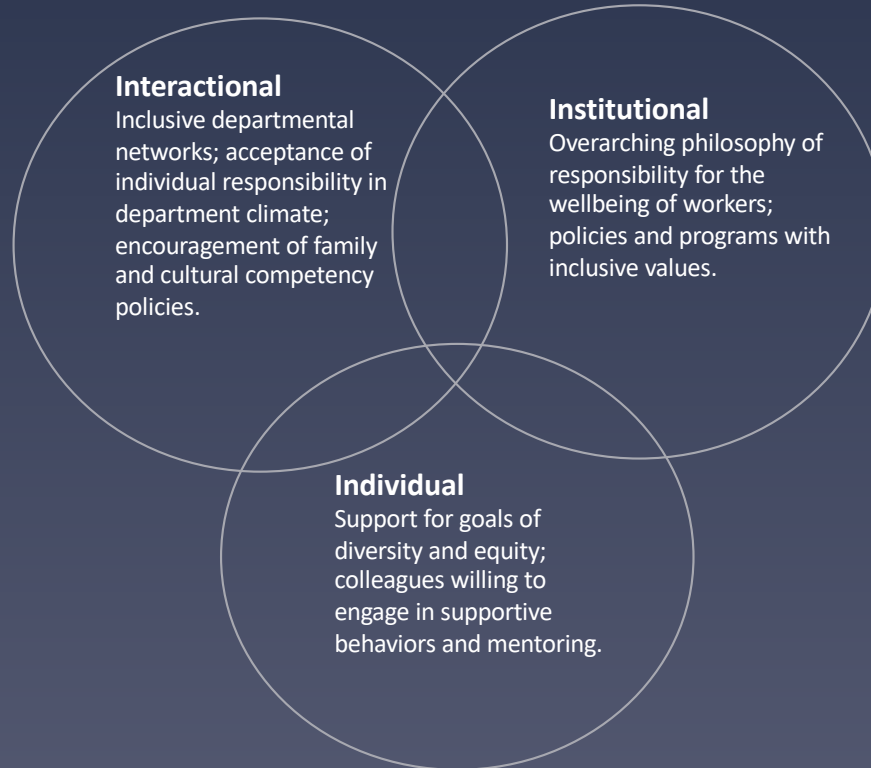 Interactional
Inclusive departmental
networks; acceptance of
individual responsibility in
department climate;
encouragement of family
and cultural competency
policies.
Institutional
Overarching philosophy of
responsibility for the
wellbeing of workers;
policies and programs with
inclusive values.
Individual
Support for goals of
diversity and equity;
colleagues willing to
engage in supportive
behaviors and mentoring.